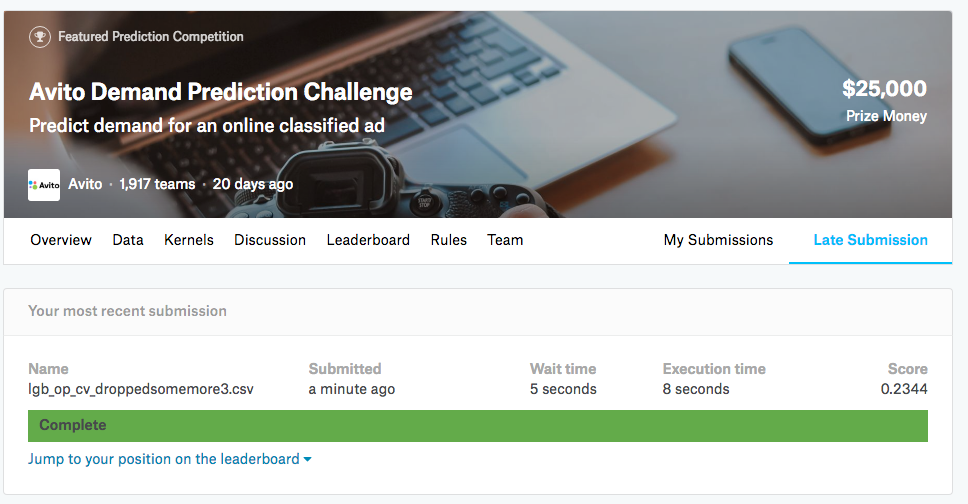 Featured Prediction Competition
Avito Demand Prediction Challenge
$25,000
Predict demand for an online classified ad
Prize Money
Avito
Avito · 1,917 teams · 20 days ago
START/
STOP
Overview Data Kernels Discussion Leaderboard Rules Team My Submissions Late Submission
Your most recent submission
Name Submitted Wait time Execution time Score
lgb_op_cv_droppedsomemore3.csv a minute ago 5 seconds 8 seconds 0.2344
Complete
Jump to your position on the leaderboard